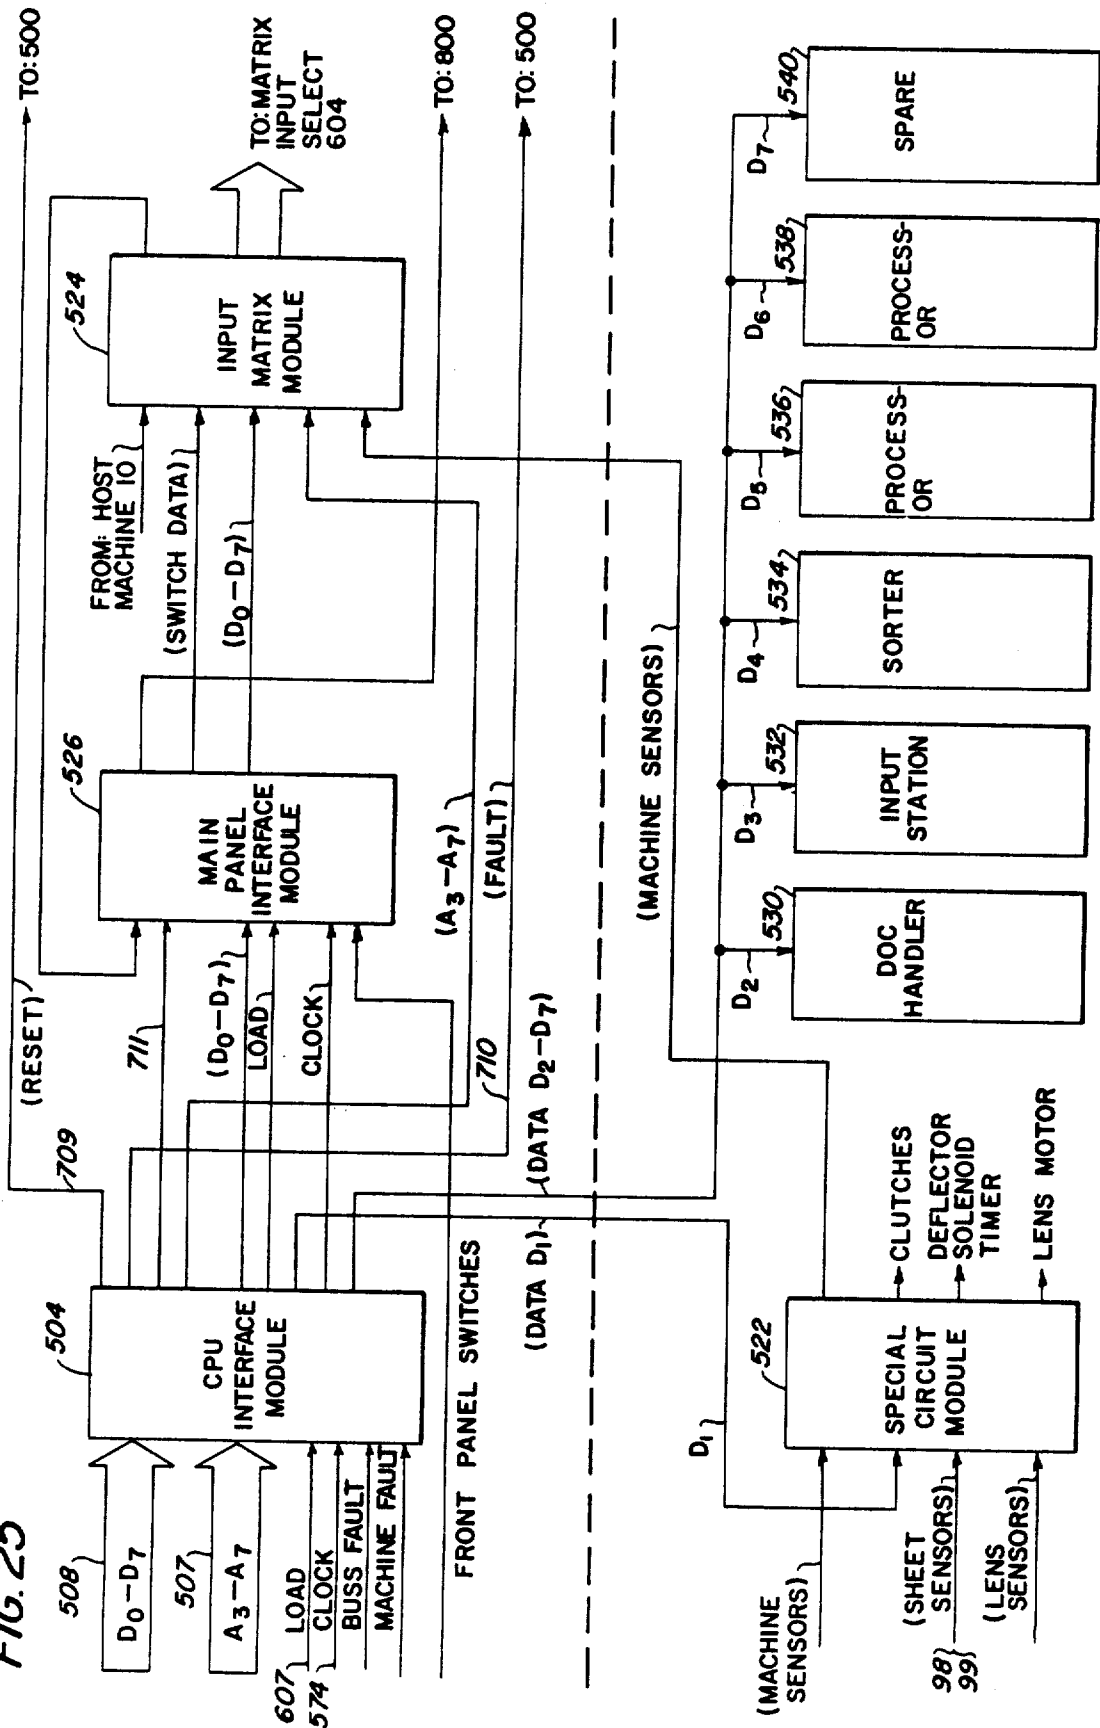 FIG. 25
508
D0-D7
507
A3-A7
607
LOAD
574
CLOCK
BUSS FAULT
MACHINE FAULT
FRONT PANEL SWITCHES
504
CPU
INTERFACE
MODULE
709
(RESET)
TO: 500
711
(D0-D7)
LOAD
CLOCK
710
(A3-A7)
(FAULT)
526
MAIN
PANEL
INTERFACE
MODULE
FROM: HOST
MACHINE 10
(SWITCH DATA)
(D0-D7)
524
INPUT
MATRIX
MODULE
TO: MATRIX
INPUT
SELECT
604
TO: 800
TO: 500
(DATA D2-D7)
(DATA D1)
(MACHINE SENSORS)
(MACHINE
SENSORS)
D1
(SHEET
SENSORS)
98
99
(LENS
SENSORS)
522
SPECIAL
CIRCUIT
MODULE
CLUTCHES
DEFLECTOR
SOLENOID
TIMER
LENS MOTOR
D2
530
DOC
HANDLER
D3
532
INPUT
STATION
D4
534
SORTER
D5
536
PROCESS-
OR
D6
538
PROCESS-
OR
D7
540
SPARE